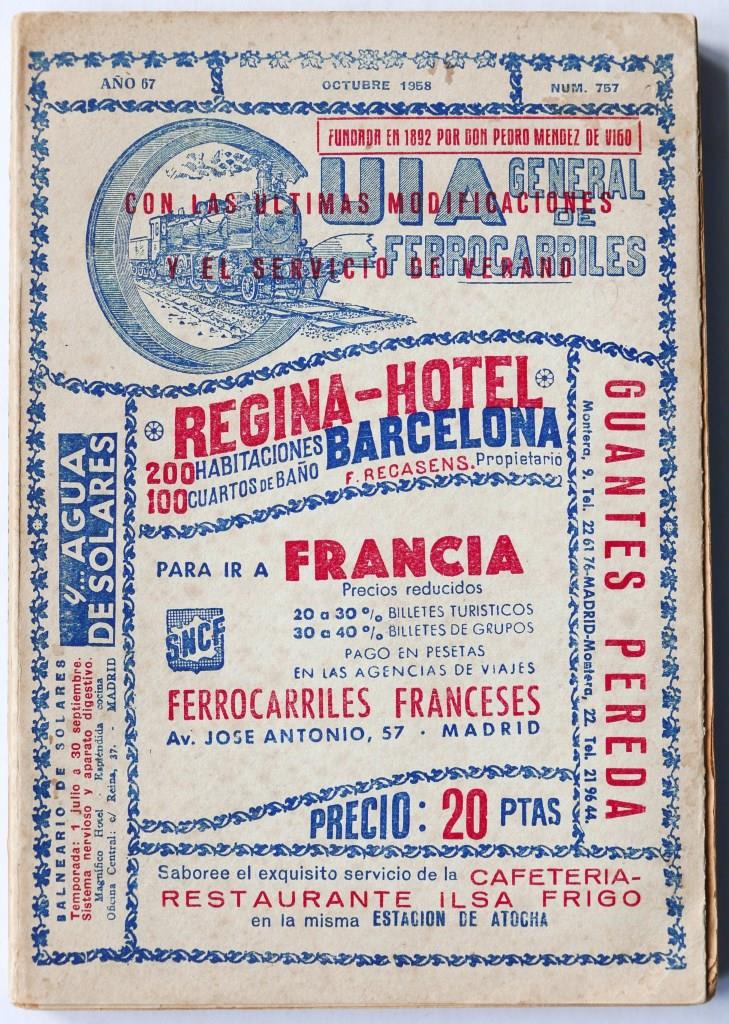 AÑO 67
OCTUBRE 1958
NUM. 757
FUNDADA EN 1892 POR DON PEDRO MENDEZ DE VIGO
GUIA GENERAL
DE
FERROCARRILES
CON LAS ULTIMAS MODIFICACIONES
Y EL SERVICIO DE VERANO
REGINA-HOTEL
200 HABITACIONES BARCELONA
100 CUARTOS DE BAÑO F. RECASENS. Propietario
GUANTES PEREDA
Montera, 9. Tel. 22 61 76-MADRID-Montera, 22. Tel. 21 96 44.
y... AGUA
DE SOLARES
BALNEARIO DE SOLARES
Temporada: 1 julio a 30 septiembre.
Sistema nervioso y aparato digestivo.
Magnífico Hotel - Espléndida cocina
Oficina Central: c/ Reina, 37. - MADRID
PARA IR A FRANCIA
Precios reducidos
20 a 30 % BILLETES TURISTICOS
30 a 40 % BILLETES DE GRUPOS
SNCF
PAGO EN PESETAS
EN LAS AGENCIAS DE VIAJES
FERROCARRILES FRANCESES
Av. JOSE ANTONIO, 57 · MADRID
PRECIO: 20 PTAS
Saboree el exquisito servicio de la CAFETERIA-
RESTAURANTE ILSA FRIGO
en la misma ESTACION DE ATOCHA